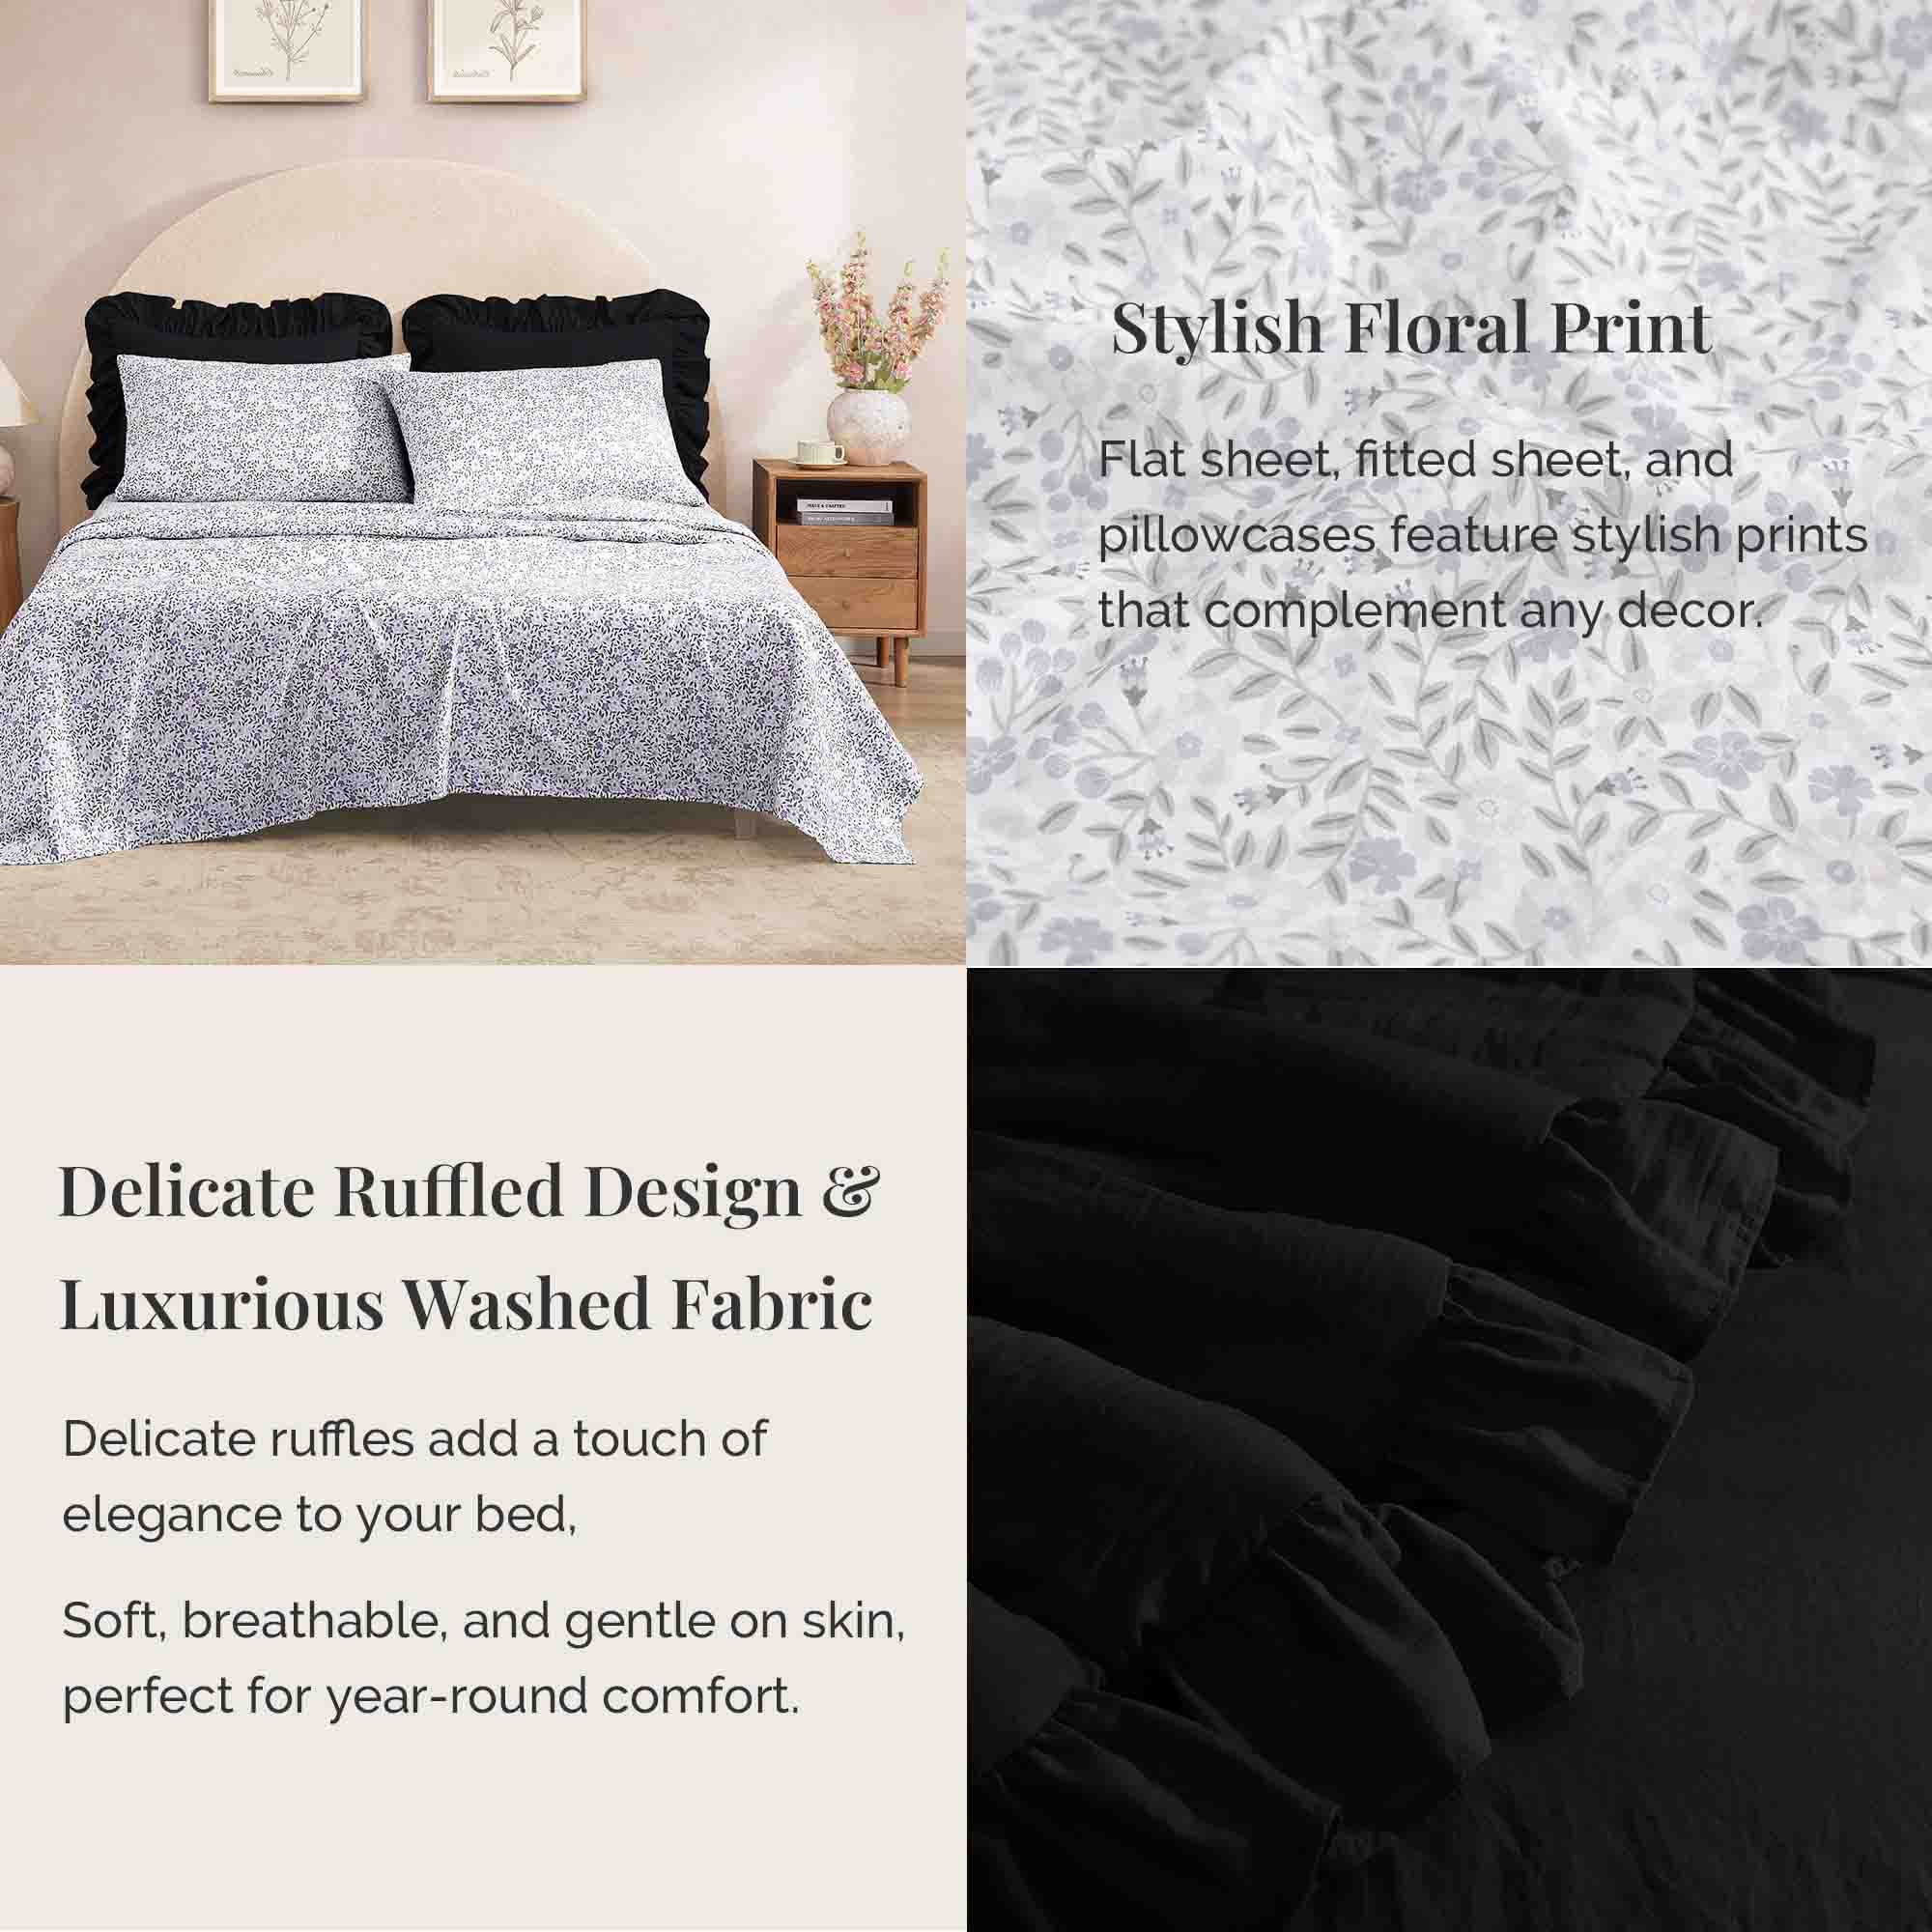 Stylish Floral Print
Flat sheet, fitted sheet, and
pillowcases feature stylish prints
that complement any decor.
Delicate Ruffled Design &
Luxurious Washed Fabric
Delicate ruffles add a touch of
elegance to your bed,
Soft, breathable, and gentle on skin,
perfect for year-round comfort.